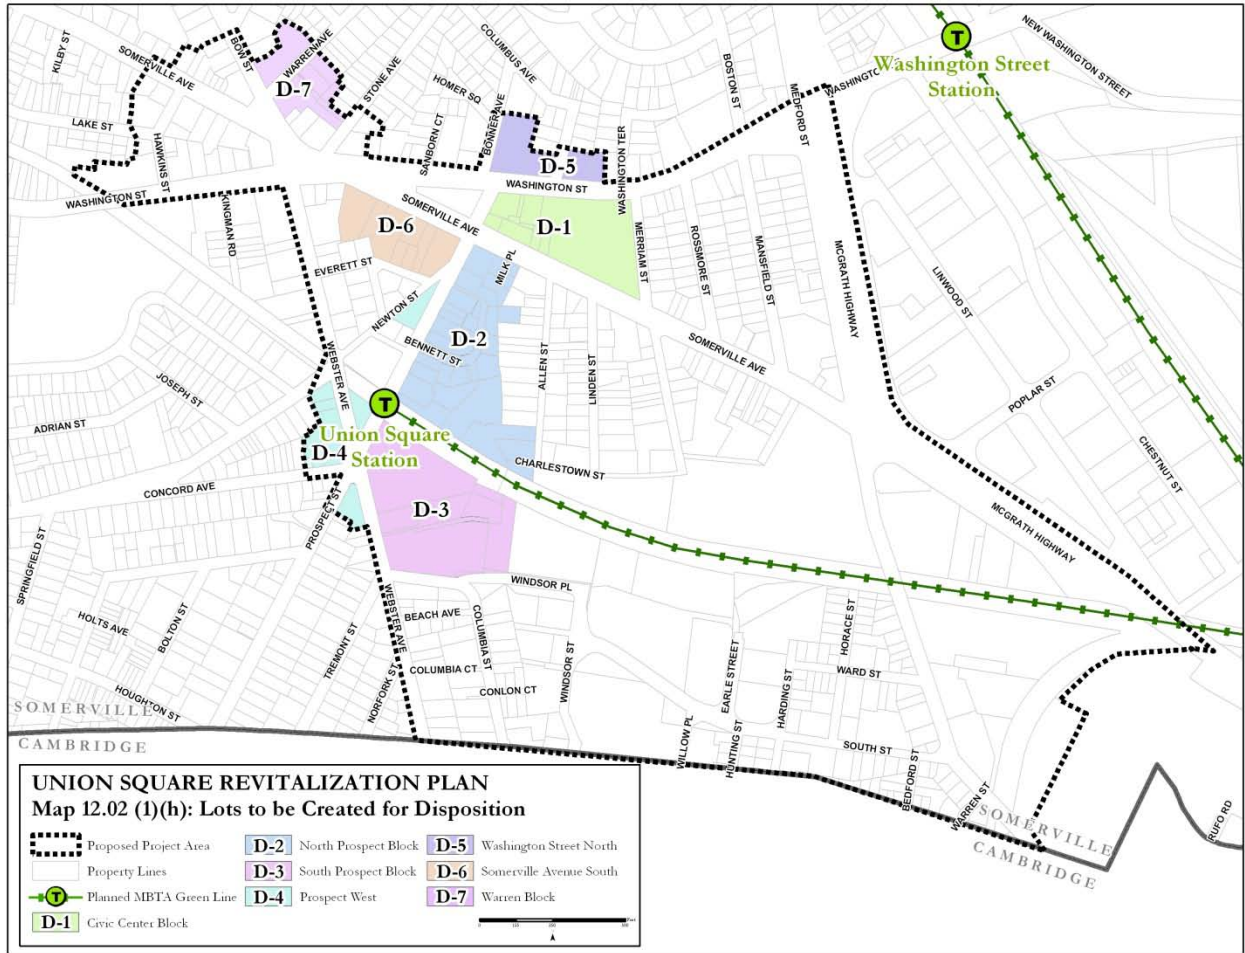 NEW WASHINGTON STREET
COLUMBUS AVE
KILBY ST
SOMERVILLE AVE
BOW ST
WARREN AVE
STONE AVE
BOSTON ST
MEDFORD ST
WASHINGTON
T
Washington Street
Station
D-7
HOMER SQ
LAKE ST
HAWKINS ST
SANBORN CT
BONNER AVE
WASHINGTON TER
D-5
WASHINGTON ST
WASHINGTON ST
KINGMAN RD
SOMERVILLE AVE
D-6
D-1
MERRIAM ST
ROSSMORE ST
MANSFIELD ST
MCGRATH HIGHWAY
LINWOOD ST
EVERETT ST
MILK PL
NEWTON ST
D-2
BENNETT ST
ALLEN ST
LINDEN ST
SOMERVILLE AVE
WEBSTER AVE
JOSEPH ST
POPLAR ST
ADRIAN ST
T
Union Square
Station
D-4
CHARLESTOWN ST
CHESTNUT ST
CONCORD AVE
PROSPECT ST
D-3
MCGRATH HIGHWAY
SPRINGFIELD ST
WINDSOR PL
HOLTS AVE
BOLTON ST
TREMONT ST
WEBSTER AVE
BEACH AVE
COLUMBIA ST
HORACE ST
COLUMBIA CT
WINDSOR ST
EARLE STREET
HARDING ST
WARD ST
HOUGHTON ST
NORFORK ST
CONLON CT
SOMERVILLE
CAMBRIDGE
WILLOW PL
HUNTING ST
SOUTH ST
BEDFORD ST
WARREN ST
SOMERVILLE
CAMBRIDGE
RUFO RD
UNION SQUARE REVITALIZATION PLAN
Map 12.02 (1)(h): Lots to be Created for Disposition
Proposed Project Area
D-2 North Prospect Block
D-5 Washington Street North
Property Lines
D-3 South Prospect Block
D-6 Somerville Avenue South
T Planned MBTA Green Line
D-4 Prospect West
D-7 Warren Block
D-1 Civic Center Block